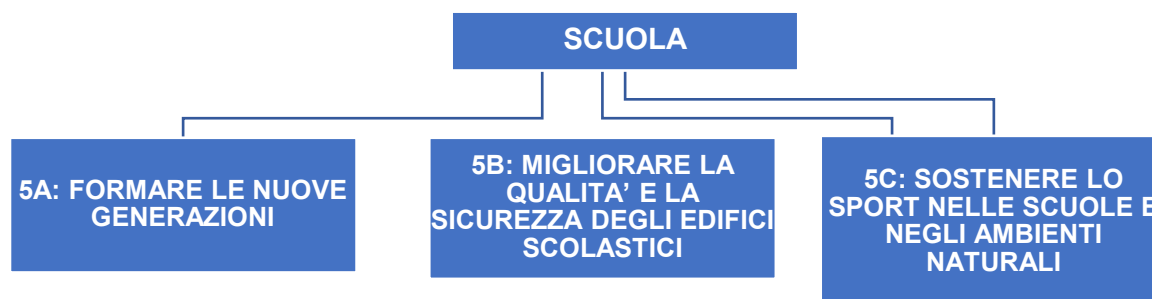 SCUOLA
5A: FORMARE LE NUOVE
GENERAZIONI
5B: MIGLIORARE LA
QUALITA’ E LA
SICUREZZA DEGLI EDIFICI
SCOLASTICI
5C: SOSTENERE LO
SPORT NELLE SCUOLE E
NEGLI AMBIENTI
NATURALI